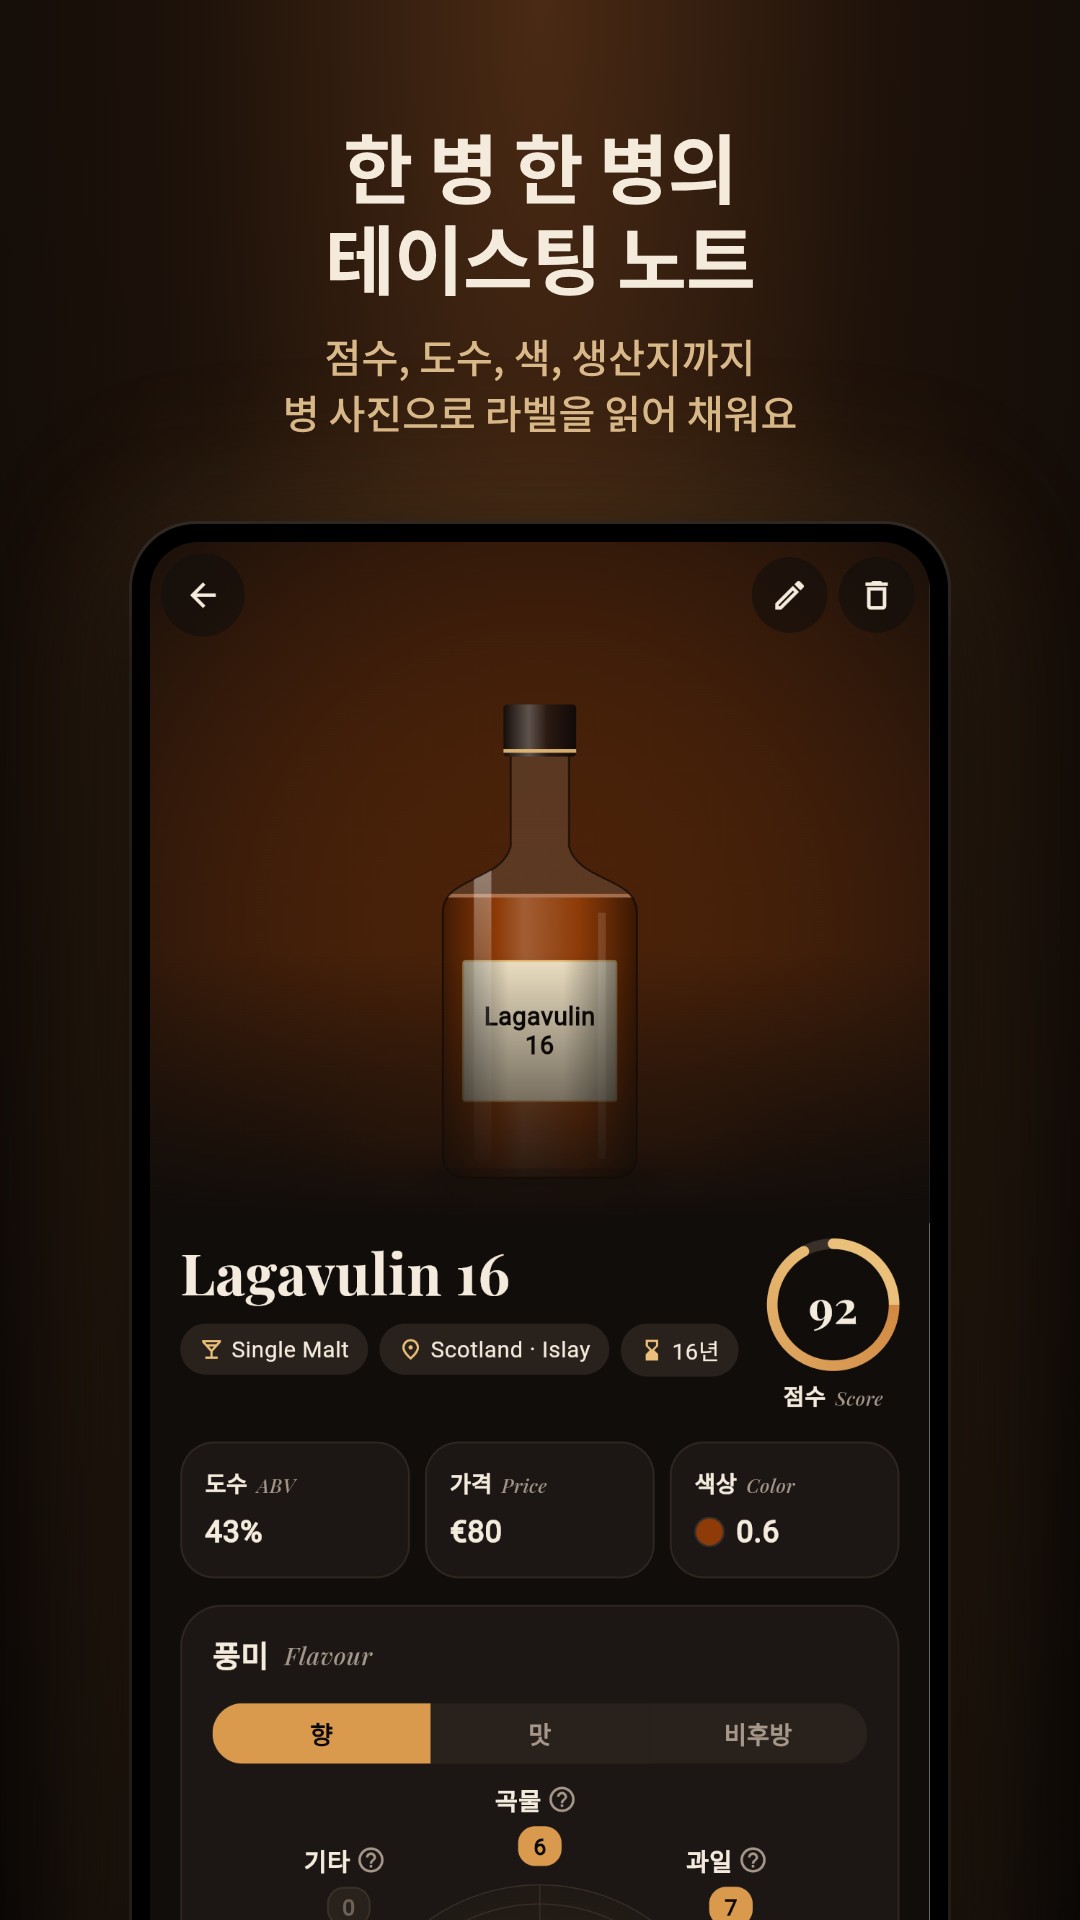 한 병 한 병의
테이스팅 노트
점수, 도수, 색, 생산지까지
병 사진으로 라벨을 읽어 채워요
Lagavulin
16
Lagavulin 16
92
Single Malt
Scotland · Islay
16년
점수 Score
도수 ABV
가격 Price
색상 Color
43%
€80
0.6
풍미 Flavour
향
맛
비후방
곡물
6
기타
과일
0
7